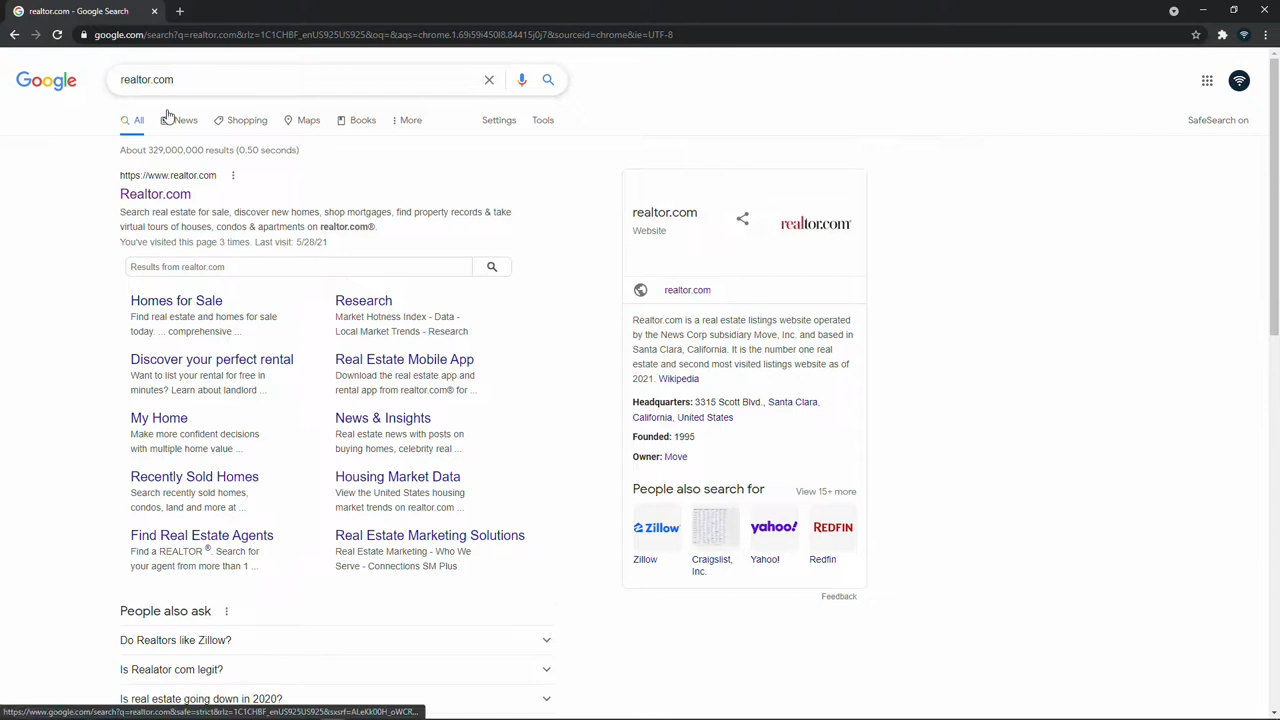 realtor.com - Google Search
google.com/search?q=realtor.com&rlz=1C1CHBF_enUS925US925&oq=&aqs=chrome.1.69i59i450l8.84415j0j7&sourceid=chrome&ie=UTF-8
Google
realtor.com
All
News
Shopping
Maps
Books
More
Settings
Tools
SafeSearch on
About 329,000,000 results (0.50 seconds)
https://www.realtor.com
Realtor.com
Search real estate for sale, discover new homes, shop mortgages, find property records & take
virtual tours of houses, condos & apartments on realtor.com®.
You've visited this page 3 times. Last visit: 5/28/21
Results from realtor.com
Homes for Sale
Find real estate and homes for sale
today. ... comprehensive ...
Research
Market Hotness Index - Data -
Local Market Trends - Research
Discover your perfect rental
Want to list your rental for free in
minutes? Learn about landlord ...
Real Estate Mobile App
Download the real estate app and
rental app from realtor.com® for ...
My Home
Make more confident decisions
with multiple home value ...
News & Insights
Real estate news with posts on
buying homes, celebrity real ...
Recently Sold Homes
Search recently sold homes,
condos, land and more at ...
Housing Market Data
View the United States housing
market trends on realtor.com ...
Find Real Estate Agents
Find a REALTOR ®. Search for
your agent from more than 1 ...
Real Estate Marketing Solutions
Real Estate Marketing - Who We
Serve - Connections SM Plus
People also ask
Do Realtors like Zillow?
Is Realator com legit?
Is real estate going down in 2020?
realtor.com
Website
realtor.com
realtor.com
Realtor.com is a real estate listings website operated
by the News Corp subsidiary Move, Inc. and based in
Santa Clara, California. It is the number one real
estate and second most visited listings website as of
2021. Wikipedia
Headquarters: 3315 Scott Blvd., Santa Clara,
California, United States
Founded: 1995
Owner: Move
People also search for
View 15+ more
Zillow
yahoo!
REDFIN
Zillow
Craigslist,
Inc.
Yahoo!
Redfin
Feedback
https://www.google.com/search?q=realtor.com&safe=strict&rlz=1C1CHBF_enUS925US925&sxsrf=ALeKk00H_oWCR...